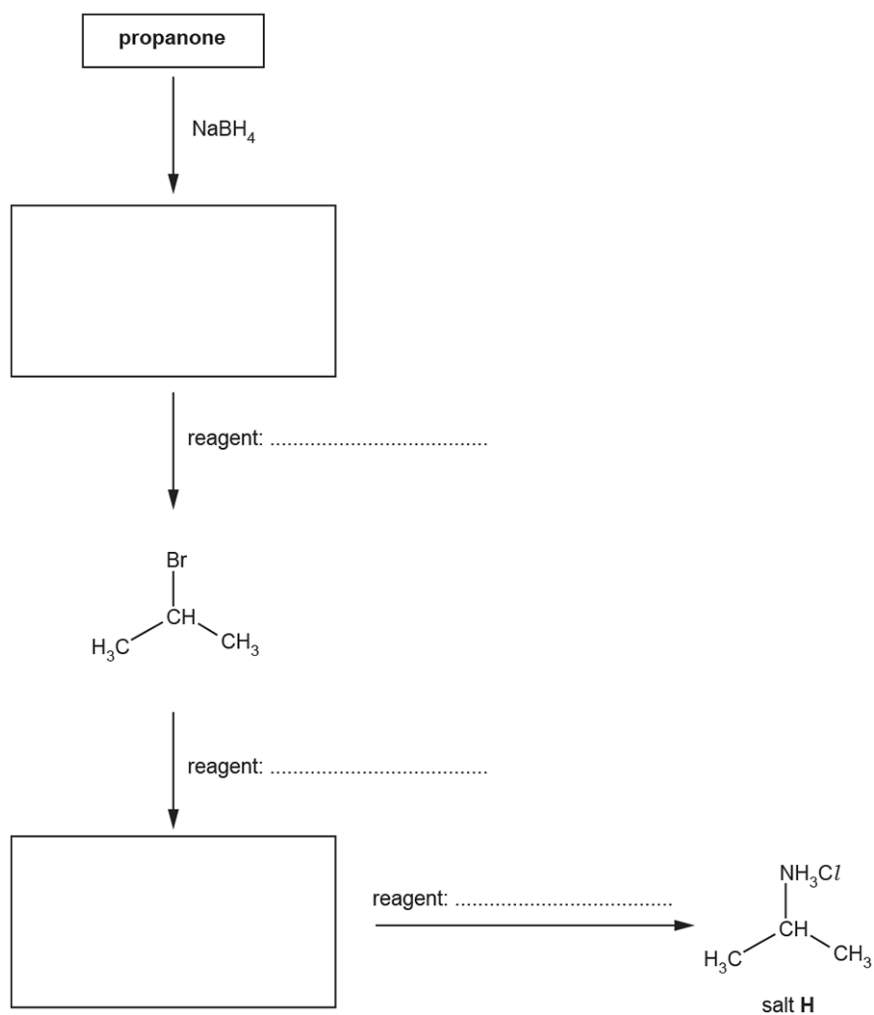 propanone
NaBH₄
reagent: ......................................
Br
CH
H₃C
CH₃
reagent: ......................................
reagent: ......................................
NH₃Cl
CH
H₃C
CH₃
salt H